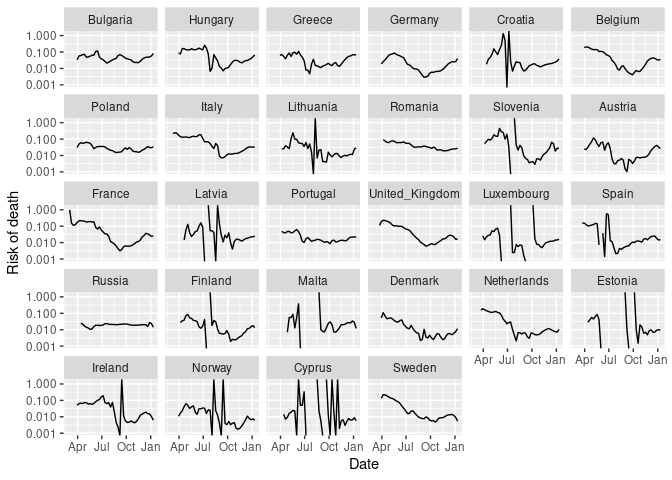 Bulgaria Hungary Greece Germany Croatia Belgium
1.000
0.100
0.010
0.001
Poland Italy Lithuania Romania Slovenia Austria
1.000
0.100
0.010
0.001
France Latvia Portugal United_Kingdom Luxembourg Spain
1.000
0.100
0.010
0.001
Russia Finland Malta Denmark Netherlands Estonia
1.000
0.100
0.010
0.001
Apr Jul Oct Jan Apr Jul Oct Jan
Ireland Norway Cyprus Sweden
1.000
0.100
0.010
0.001
Apr Jul Oct Jan Apr Jul Oct Jan Apr Jul Oct Jan Apr Jul Oct Jan
Date
Risk of death